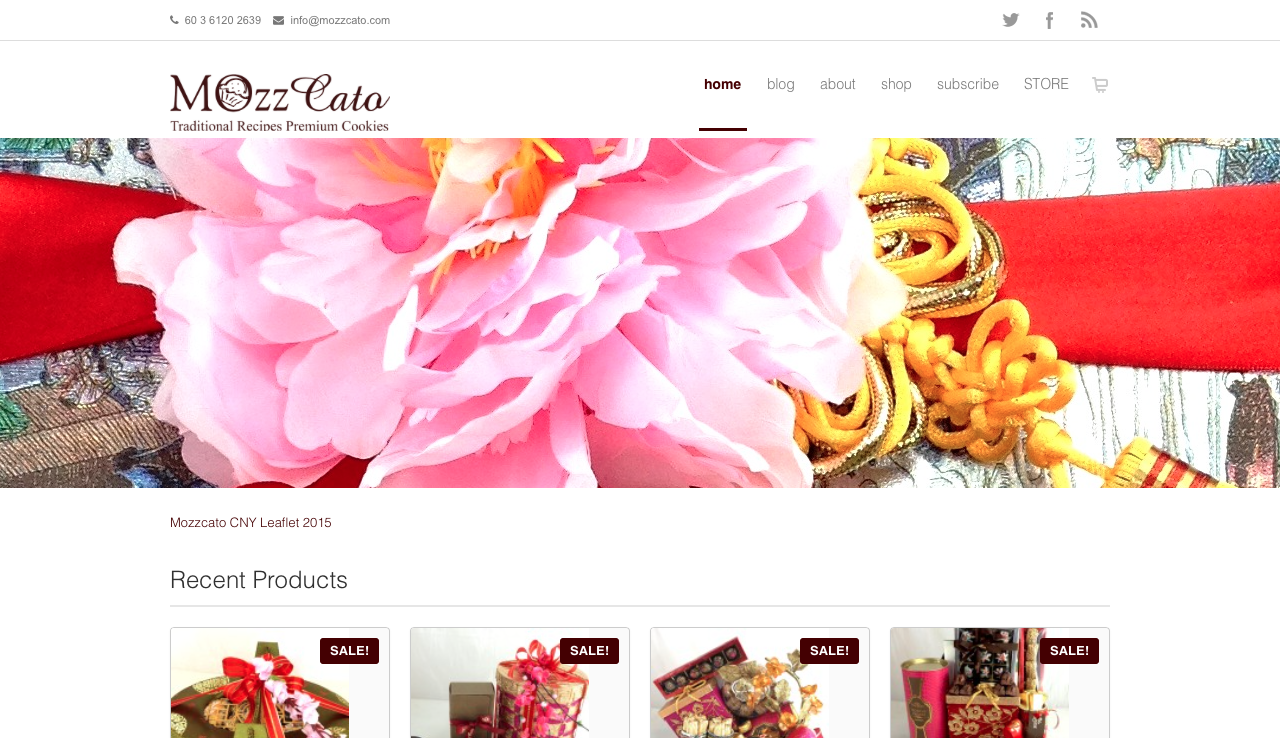 60 3 6120 2639 info@mozzcato.com
MOzzCato
Traditional Recipes Premium Cookies
home blog about shop subscribe STORE
Mozzcato CNY Leaflet 2015
Recent Products
SALE! SALE! SALE! SALE!